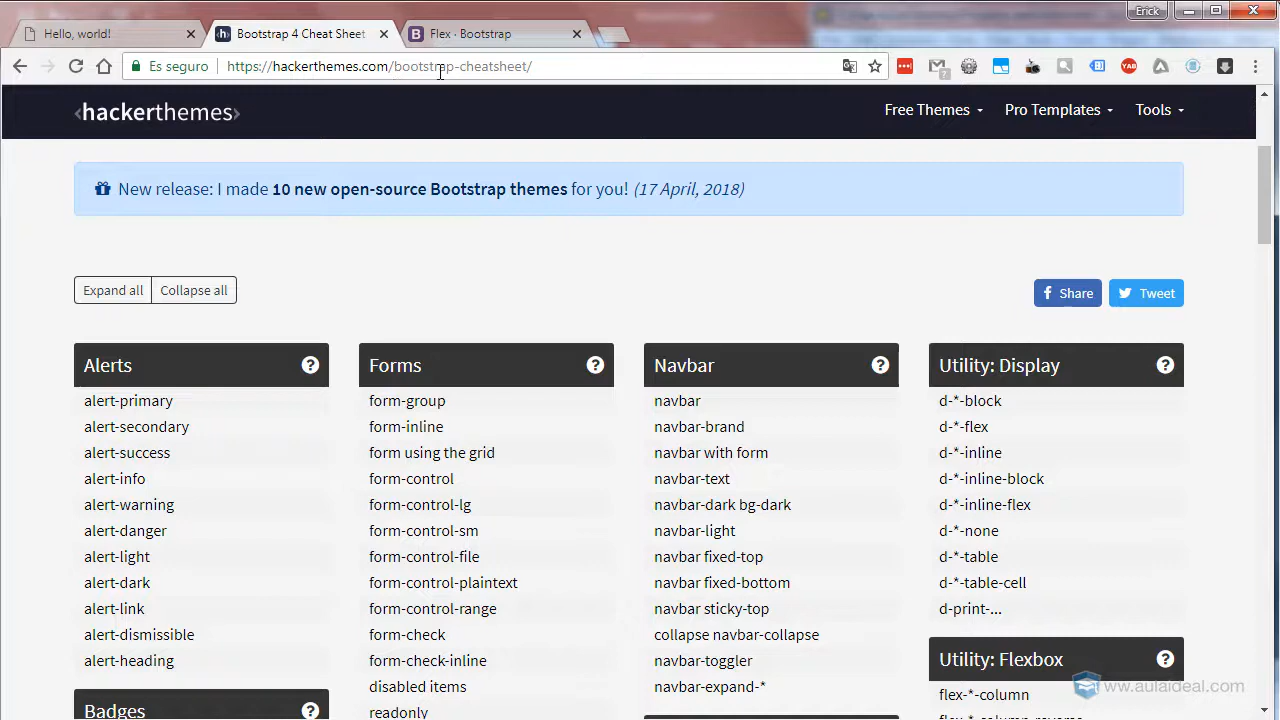 Erick
Hello, world!
Bootstrap 4 Cheat Sheet
Flex · Bootstrap
Es seguro
https://hackerthemes.com/bootstrap-cheatsheet/
‹hackerthemes›
Free Themes
Pro Templates
Tools
New release: I made 10 new open-source Bootstrap themes for you! (17 April, 2018)
Expand all
Collapse all
Share
Tweet
Alerts
alert-primary
alert-secondary
alert-success
alert-info
alert-warning
alert-danger
alert-light
alert-dark
alert-link
alert-dismissible
alert-heading
Badges
Forms
form-group
form-inline
form using the grid
form-control
form-control-lg
form-control-sm
form-control-file
form-control-plaintext
form-control-range
form-check
form-check-inline
disabled items
readonly
Navbar
navbar
navbar-brand
navbar with form
navbar-text
navbar-dark bg-dark
navbar-light
navbar fixed-top
navbar fixed-bottom
navbar sticky-top
collapse navbar-collapse
navbar-toggler
navbar-expand-*
Utility: Display
d-*-block
d-*-flex
d-*-inline
d-*-inline-block
d-*-inline-flex
d-*-none
d-*-table
d-*-table-cell
d-print-...
Utility: Flexbox
flex-*-column
flex-*-column-reverse
www.aulaideal.com